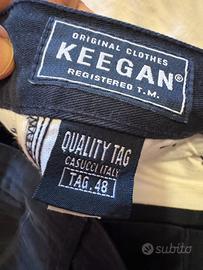 ORIGINAL CLOTHES
KEEGAN®
REGISTERED T.M.
QUALITY TAG
CASUCCI ITALY
TAG. 48
subito